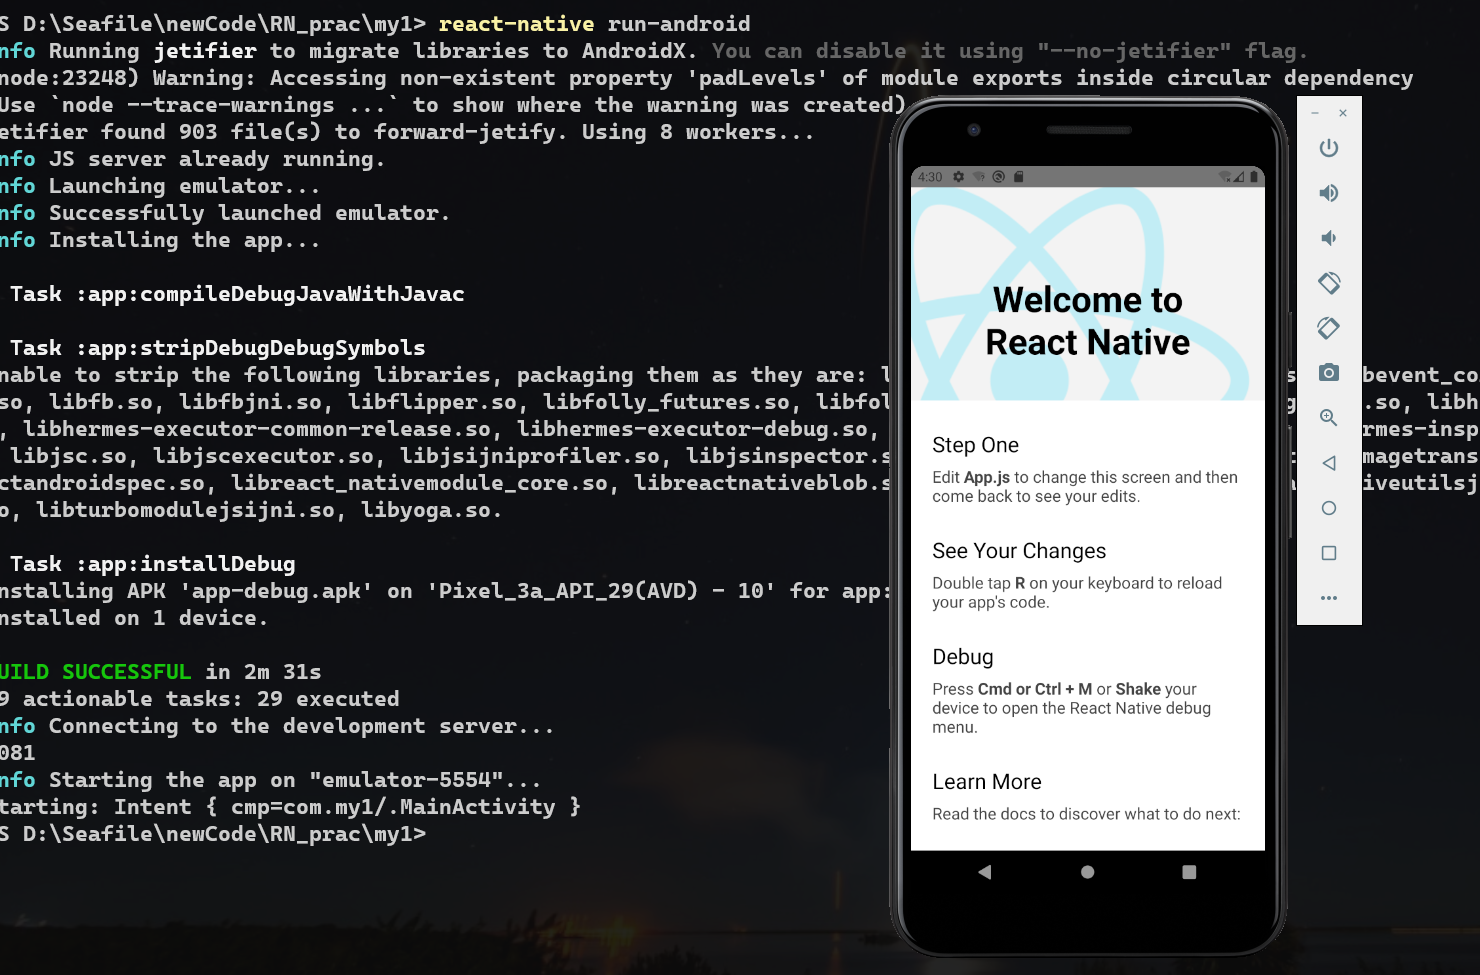 S D:\Seafile\newCode\RN_prac\my1> react-native run-android
nfo Running jetifier to migrate libraries to AndroidX. You can disable it using "--no-jetifier" flag.
node:23248) Warning: Accessing non-existent property 'padLevels' of module exports inside circular dependency
Use `node --trace-warnings ...` to show where the warning was created)
etifier found 903 file(s) to forward-jetify. Using 8 workers...
nfo JS server already running.
nfo Launching emulator...
nfo Successfully launched emulator.
nfo Installing the app...
Task :app:compileDebugJavaWithJavac
Task :app:stripDebugDebugSymbols
nable to strip the following libraries, packaging them as they are: l s bevent_co
so, libfb.so, libfbjni.so, libflipper.so, libfolly_futures.so, libfol .so, libh
, libhermes-executor-common-release.so, libhermes-executor-debug.so, rmes-insp
libjsc.so, libjscexecutor.so, libjsijniprofiler.so, libjsinspector.s magetrans
ctandroidspec.so, libreact_nativemodule_core.so, libreactnativeblob.s iveutilsj
o, libturbomodulejsijni.so, libyoga.so.
Task :app:installDebug
nstalling APK 'app-debug.apk' on 'Pixel_3a_API_29(AVD) - 10' for app:
nstalled on 1 device.
UILD SUCCESSFUL in 2m 31s
9 actionable tasks: 29 executed
nfo Connecting to the development server...
081
nfo Starting the app on "emulator-5554"...
tarting: Intent { cmp=com.my1/.MainActivity }
S D:\Seafile\newCode\RN_prac\my1>
4:30
Welcome to
React Native
Step One
Edit App.js to change this screen and then
come back to see your edits.
See Your Changes
Double tap R on your keyboard to reload
your app's code.
Debug
Press Cmd or Ctrl + M or Shake your
device to open the React Native debug
menu.
Learn More
Read the docs to discover what to do next: